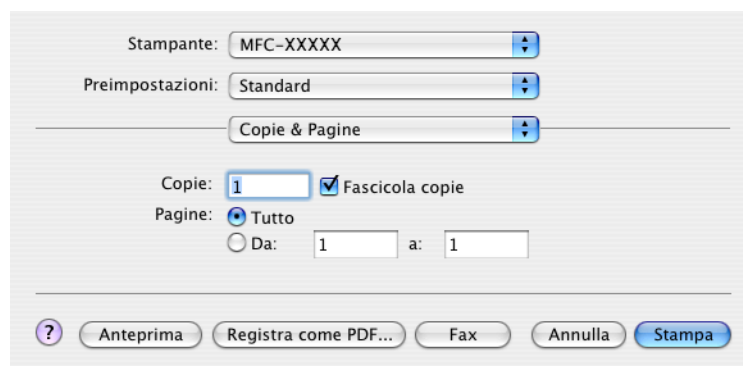 Stampante: MFC-XXXXX
Preimpostazioni: Standard
Copie & Pagine
Copie: 1 Fascicola copie
Pagine: Tutto
Da: 1 a: 1
? Anteprima Registra come PDF... Fax Annulla Stampa